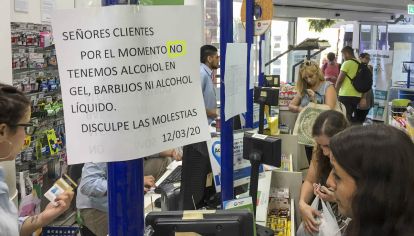 SEÑORES CLIENTES
POR EL MOMENTO NO
TENEMOS ALCOHOL EN
GEL, BARBIJOS NI ALCOHOL
LÍQUIDO.
DISCULPE LAS MOLESTIAS
12/03/20